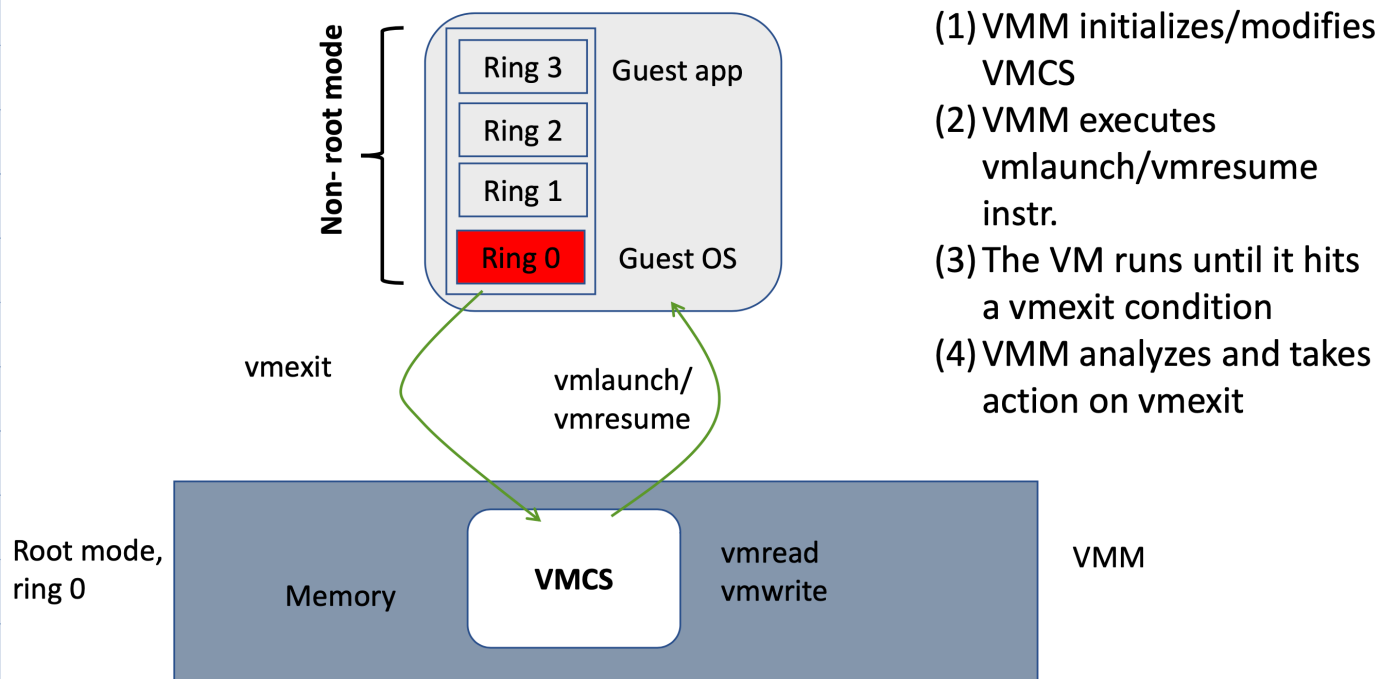 Non- root mode
Ring 3
Guest app
Ring 2
Ring 1
Ring 0
Guest OS
vmexit
vmlaunch/
vmresume
Root mode,
ring 0
Memory
VMCS
vmread
vmwrite
VMM
(1) VMM initializes/modifies
VMCS
(2) VMM executes
vmlaunch/vmresume
instr.
(3) The VM runs until it hits
a vmexit condition
(4) VMM analyzes and takes
action on vmexit